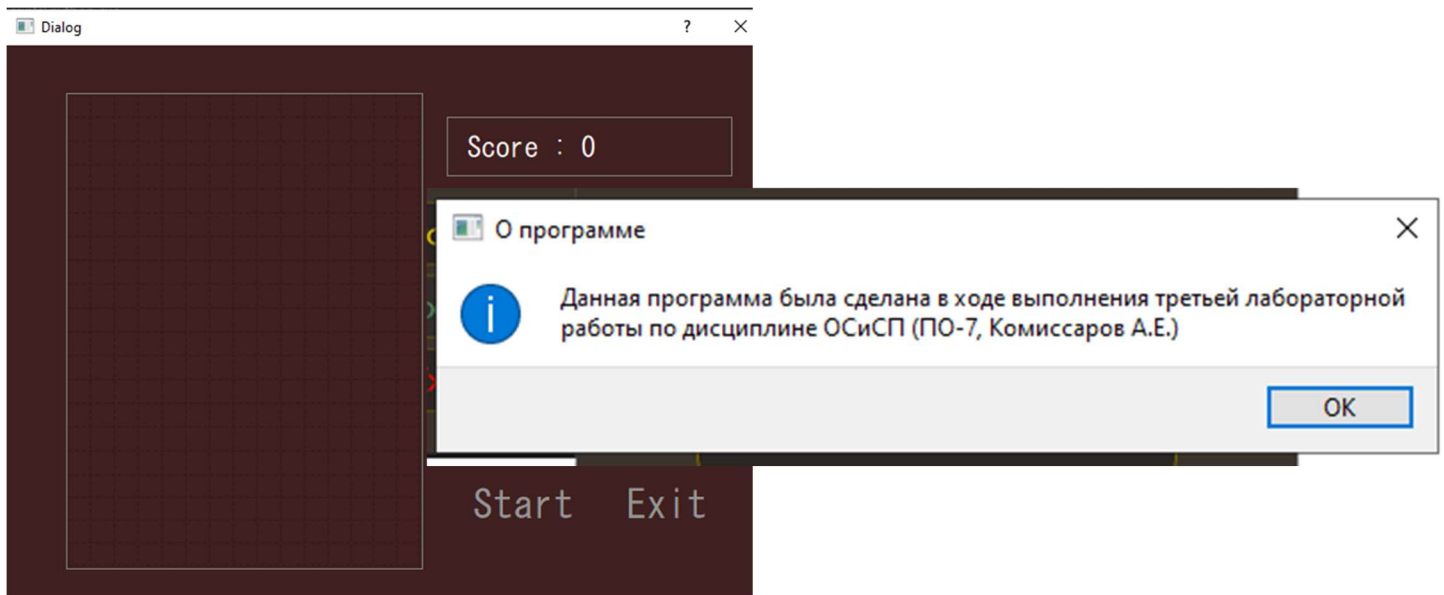 Dialog
?
Score : 0
О программе
Данная программа была сделана в ходе выполнения третьей лабораторной
работы по дисциплине ОСиСП (ПО-7, Комиссаров А.Е.)
OK
Start Exit